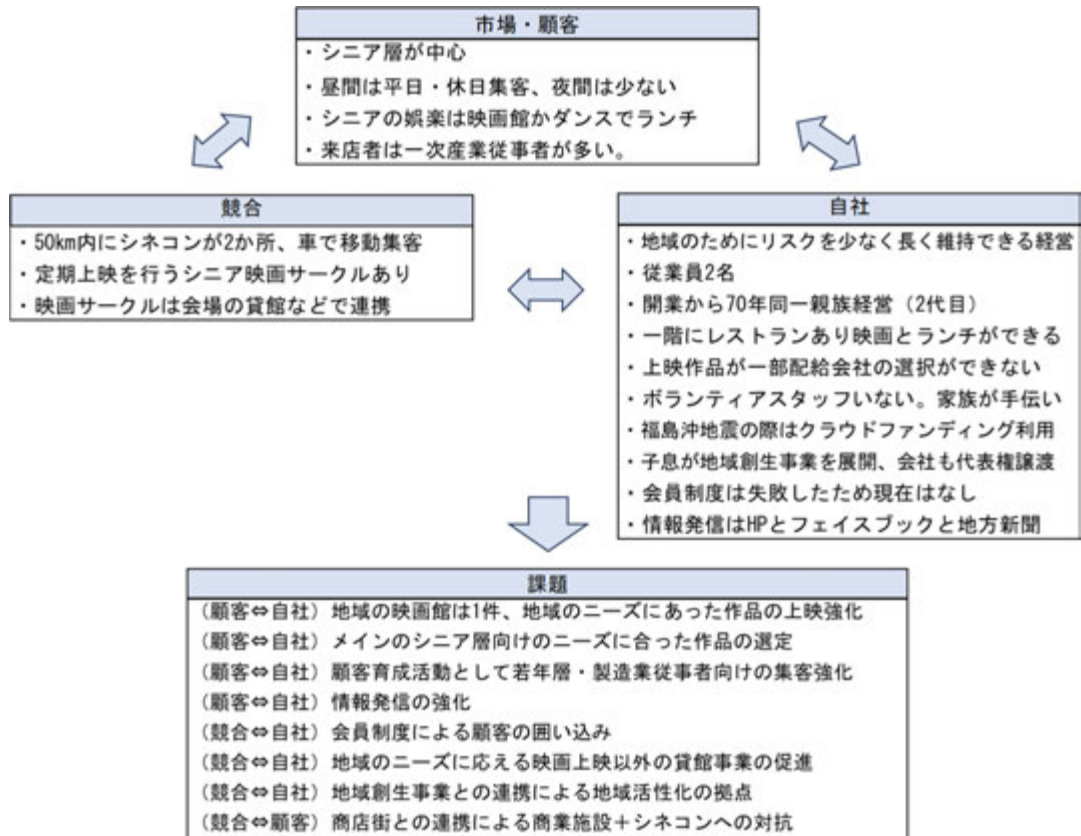 市場・顧客
・シニア層が中心
・昼間は平日・休日集客、夜間は少ない
・シニアの娯楽は映画館かダンスでランチ
・来店者は一次産業従事者が多い。
競合
・50km内にシネコンが2か所、車で移動集客
・定期上映を行うシニア映画サークルあり
・映画サークルは会場の貸館などで連携
自社
・地域のためにリスクを少なく長く維持できる経営
・従業員2名
・開業から70年同一親族経営（2代目）
・一階にレストランあり映画とランチができる
・上映作品が一部配給会社の選択ができない
・ボランティアスタッフいない。家族が手伝い
・福島沖地震の際はクラウドファンディング利用
・子息が地域創生事業を展開、会社も代表権譲渡
・会員制度は失敗したため現在はなし
・情報発信はHPとフェイスブックと地方新聞
課題
（顧客⇔自社）地域の映画館は1件、地域のニーズにあった作品の上映強化
（顧客⇔自社）メインのシニア層向けのニーズに合った作品の選定
（顧客⇔自社）顧客育成活動として若年層・製造業従事者向けの集客強化
（顧客⇔自社）情報発信の強化
（競合⇔自社）会員制度による顧客の囲い込み
（競合⇔自社）地域のニーズに応える映画上映以外の貸館事業の促進
（競合⇔自社）地域創生事業との連携による地域活性化の拠点
（競合⇔顧客）商店街との連携による商業施設＋シネコンへの対抗